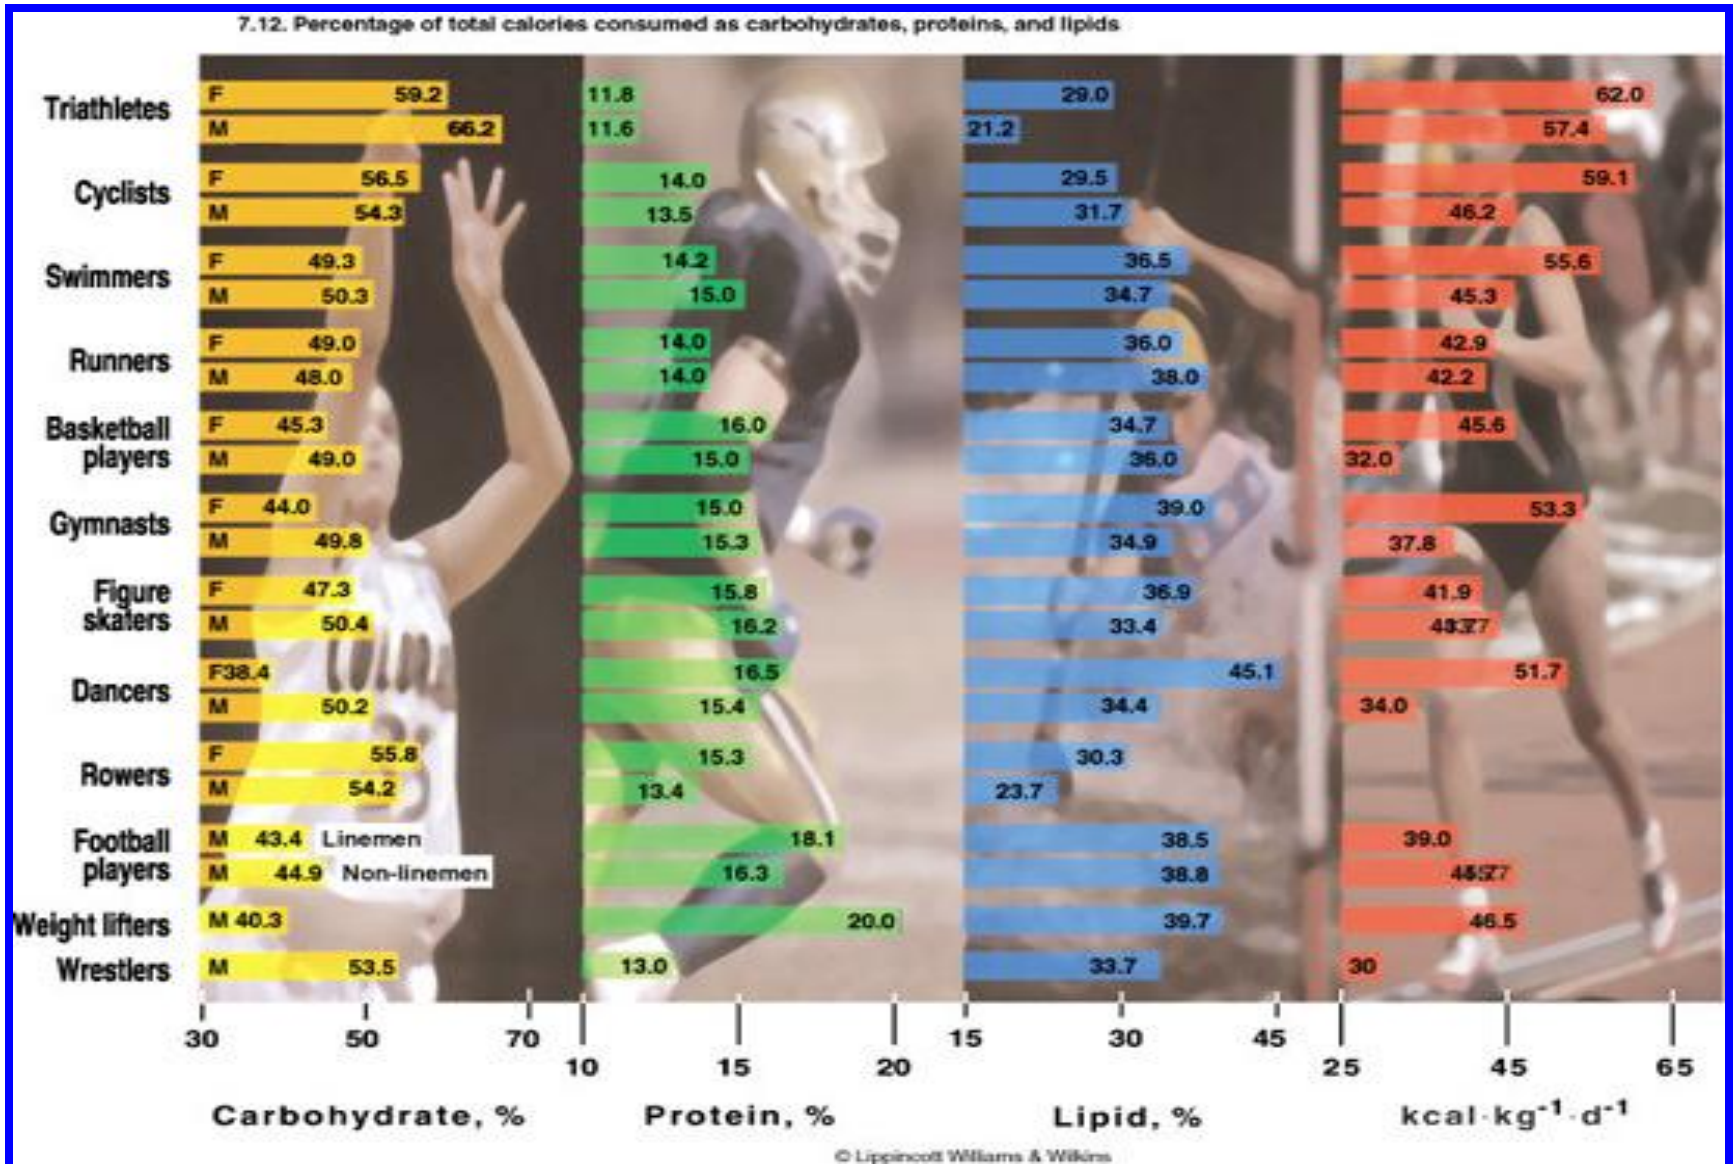 7.12. Percentage of total calories consumed as carbohydrates, proteins, and lipids
Triathletes
F 59.2 11.8 29.0 62.0
M 66.2 11.6 21.2 57.4
Cyclists
F 56.5 14.0 29.5 59.1
M 54.3 13.5 31.7 46.2
Swimmers
F 49.3 14.2 36.5 55.6
M 50.3 15.0 34.7 45.3
Runners
F 49.0 14.0 36.0 42.9
M 48.0 14.0 38.0 42.2
Basketball
players
F 45.3 16.0 34.7 45.6
M 49.0 15.0 36.0 32.0
Gymnasts
F 44.0 15.0 39.0 53.3
M 49.8 15.3 34.9 37.8
Figure
skaters
F 47.3 15.8 36.9 41.9
M 50.4 16.2 33.4
Dancers
F38.4 16.5 45.1 51.7
M 50.2 15.4 34.4 34.0
Rowers
F 55.8 15.3 30.3
M 54.2 13.4 23.7
Football
players
M 43.4 Linemen 18.1 38.5 39.0
M 44.9 Non-linemen 16.3 38.8
Weight lifters
M 40.3 20.0 39.7 46.5
Wrestlers
M 53.5 13.0 33.7 30
30 50 70
10 15 20
15 30 45
25 45 65
Carbohydrate, %
Protein, %
Lipid, %
kcal·kg⁻¹·d⁻¹
© Lippincott Williams & Wilkins